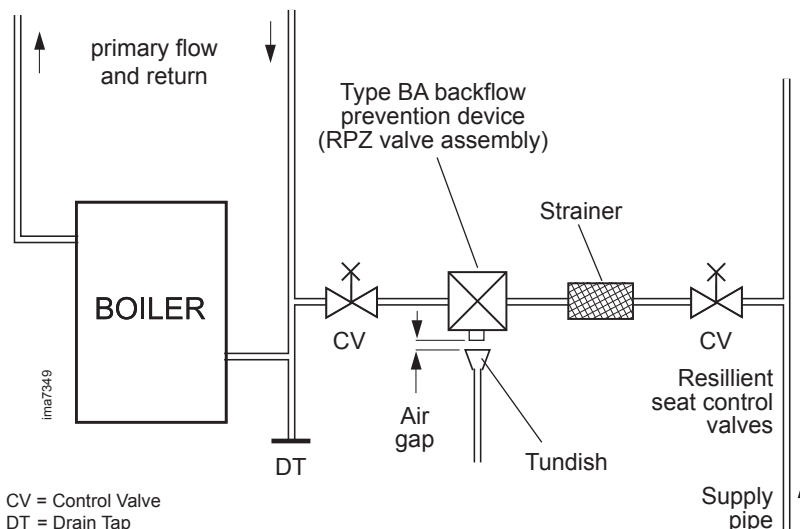 primary flow
and return
Type BA backflow
prevention device
(RPZ valve assembly)
Strainer
BOILER
CV
CV
ima7349
Air
gap
Resillient
seat control
valves
Tundish
DT
CV = Control Valve
DT = Drain Tap
Supply
pipe